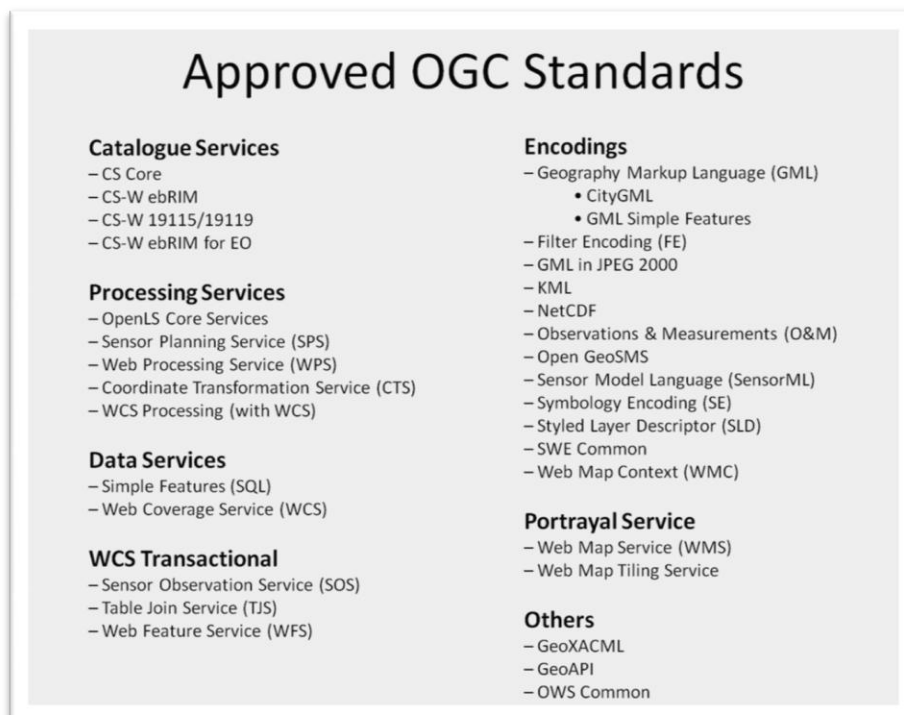 Approved OGC Standards
Catalogue Services
– CS Core
– CS-W ebRIM
– CS-W 19115/19119
– CS-W ebRIM for EO
Processing Services
– OpenLS Core Services
– Sensor Planning Service (SPS)
– Web Processing Service (WPS)
– Coordinate Transformation Service (CTS)
– WCS Processing (with WCS)
Data Services
– Simple Features (SQL)
– Web Coverage Service (WCS)
WCS Transactional
– Sensor Observation Service (SOS)
– Table Join Service (TJS)
– Web Feature Service (WFS)
Encodings
– Geography Markup Language (GML)
• CityGML
• GML Simple Features
– Filter Encoding (FE)
– GML in JPEG 2000
– KML
– NetCDF
– Observations & Measurements (O&M)
– Open GeoSMS
– Sensor Model Language (SensorML)
– Symbology Encoding (SE)
– Styled Layer Descriptor (SLD)
– SWE Common
– Web Map Context (WMC)
Portrayal Service
– Web Map Service (WMS)
– Web Map Tiling Service
Others
– GeoXACML
– GeoAPI
– OWS Common